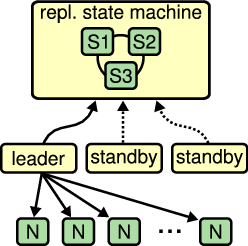 repl. state machine
S1 S2
S3
leader standby standby
N N N ... N